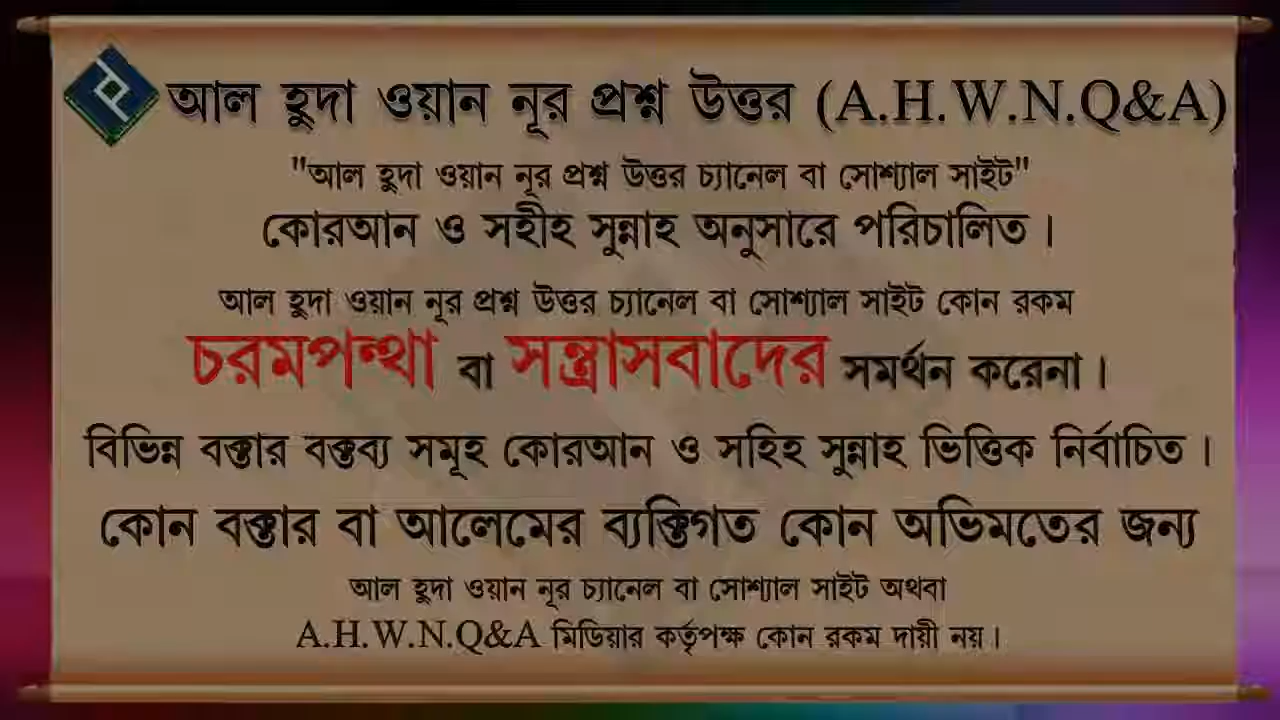 আল হুদা ওয়ান নূর প্রশ্ন উত্তর (A.H.W.N.Q&A)
"আল হুদা ওয়ান নূর প্রশ্ন উত্তর চ্যানেল বা সোশ্যাল সাইট"
কোরআন ও সহীহ সুন্নাহ অনুসারে পরিচালিত।
আল হুদা ওয়ান নূর প্রশ্ন উত্তর চ্যানেল বা সোশ্যাল সাইট কোন রকম
চরমপন্থা বা সন্ত্রাসবাদের সমর্থন করেনা।
বিভিন্ন বক্তার বক্তব্য সমূহ কোরআন ও সহিহ সুন্নাহ ভিত্তিক নির্বাচিত।
কোন বক্তার বা আলেমের ব্যক্তিগত কোন অভিমতের জন্য
আল হুদা ওয়ান নূর চ্যানেল বা সোশ্যাল সাইট অথবা
A.H.W.N.Q&A মিডিয়ার কর্তৃপক্ষ কোন রকম দায়ী নয়।